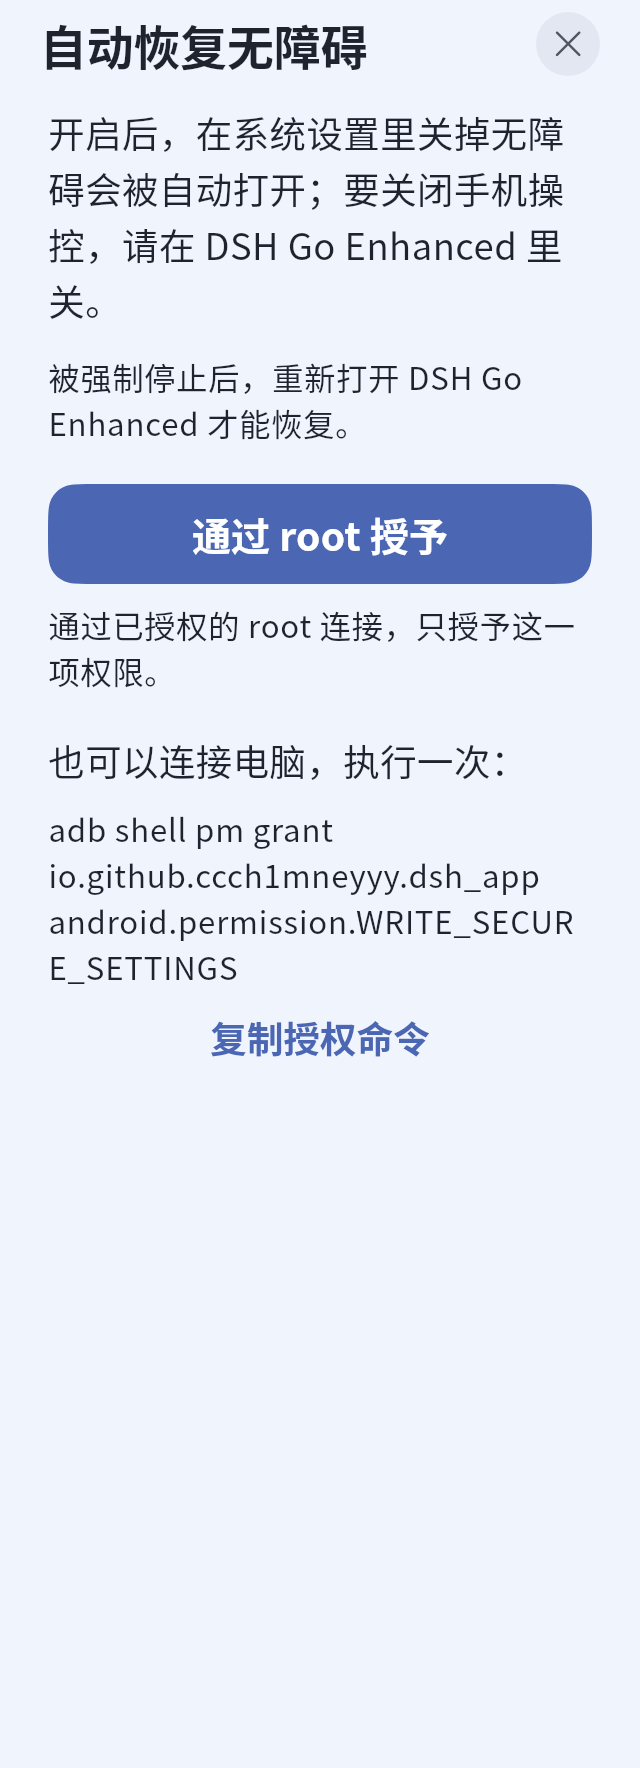 自动恢复无障碍
开启后，在系统设置里关掉无障
碍会被自动打开；要关闭手机操
控，请在 DSH Go Enhanced 里
关。
被强制停止后，重新打开 DSH Go
Enhanced 才能恢复。
通过 root 授予
通过已授权的 root 连接，只授予这一
项权限。
也可以连接电脑，执行一次：
adb shell pm grant
io.github.ccch1mneyyy.dsh_app
android.permission.WRITE_SECUR
E_SETTINGS
复制授权命令